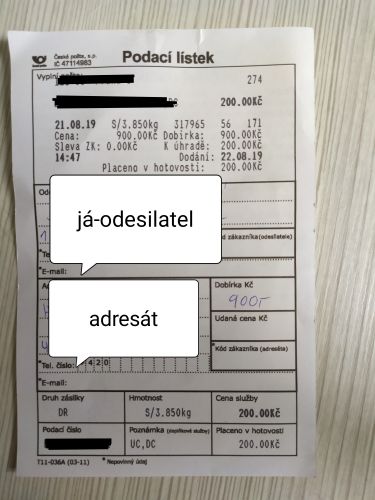 Česká pošta, s.p.
IČ 47114983
Podací lístek
Vyplní pošta:
274
200.00Kč
21.08.19 S/3.850kg 317965 56 171
Cena: 900.00Kč Dobírka: 900.00Kč
Sleva ZK: 0.00Kč K úhradě: 200.00Kč
14:47 Dodání: 22.08.19
Placeno v hotovosti: 200.00Kč
já-odesilatel
kód zákazníka (odesílatele)
*E-mail:
adresát
Dobírka Kč
900,-
Udaná cena Kč
*Kód zákazníka (adresáta)
*Tel. číslo: 420
*E-mail:
Druh zásilky Hmotnost Cena služby
DR S/3.850kg 200.00Kč
Podací číslo Poznámka (doplňkové služby) Placeno v hotovosti
UC,DC 200.00Kč
T11-036A (03-11) * Nepovinný údaj